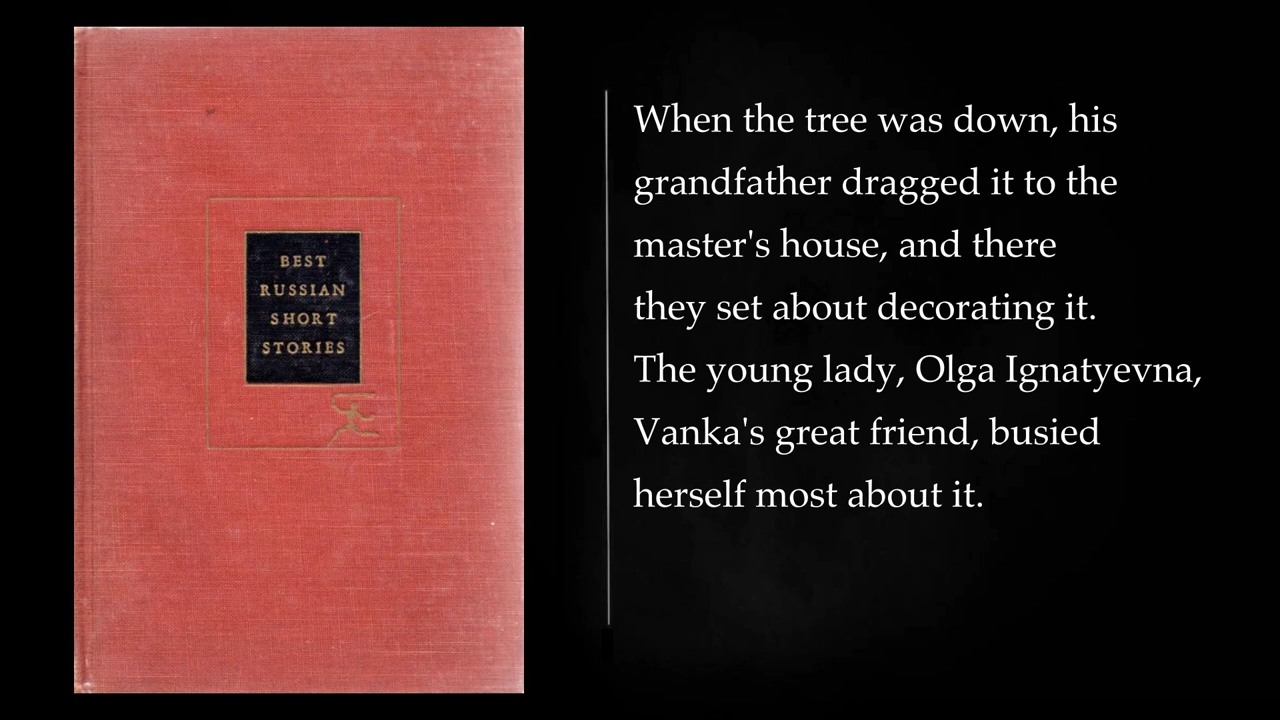 BEST
RUSSIAN
SHORT
STORIES
When the tree was down, his
grandfather dragged it to the
master's house, and there
they set about decorating it.
The young lady, Olga Ignatyevna,
Vanka's great friend, busied
herself most about it.